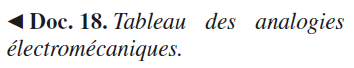 ◄ Doc. 18. Tableau des analogies
électromécaniques.